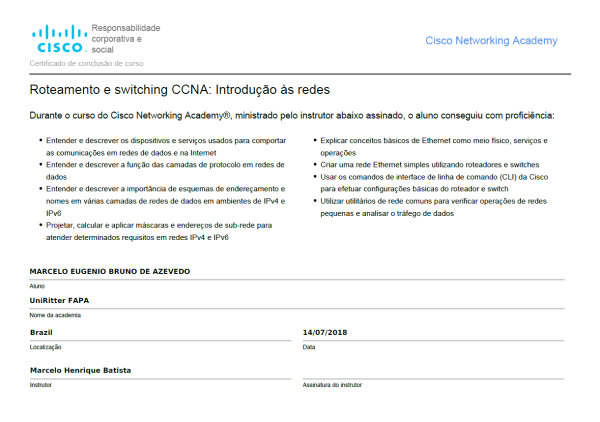 CISCO
Responsabilidade
corporativa e
social
Cisco Networking Academy
Certificado de conclusão de curso
Roteamento e switching CCNA: Introdução às redes
Durante o curso do Cisco Networking Academy®, ministrado pelo instrutor abaixo assinado, o aluno conseguiu com proficiência:
• Entender e descrever os dispositivos e serviços usados para comportar
as comunicações em redes de dados e na Internet
• Entender e descrever a função das camadas de protocolo em redes de
dados
• Entender e descrever a importância de esquemas de endereçamento e
nomes em várias camadas de redes de dados em ambientes de IPv4 e
IPv6
• Projetar, calcular e aplicar máscaras e endereços de sub-rede para
atender determinados requisitos em redes IPv4 e IPv6
• Explicar conceitos básicos de Ethernet como meio físico, serviços e
operações
• Criar uma rede Ethernet simples utilizando roteadores e switches
• Usar os comandos de interface de linha de comando (CLI) da Cisco
para efetuar configurações básicas do roteador e switch
• Utilizar utilitários de rede comuns para verificar operações de redes
pequenas e analisar o tráfego de dados
MARCELO EUGENIO BRUNO DE AZEVEDO
Aluno
UniRitter FAPA
Nome da academia
Brazil
Localização
14/07/2018
Data
Marcelo Henrique Batista
Instrutor
Assinatura do instrutor